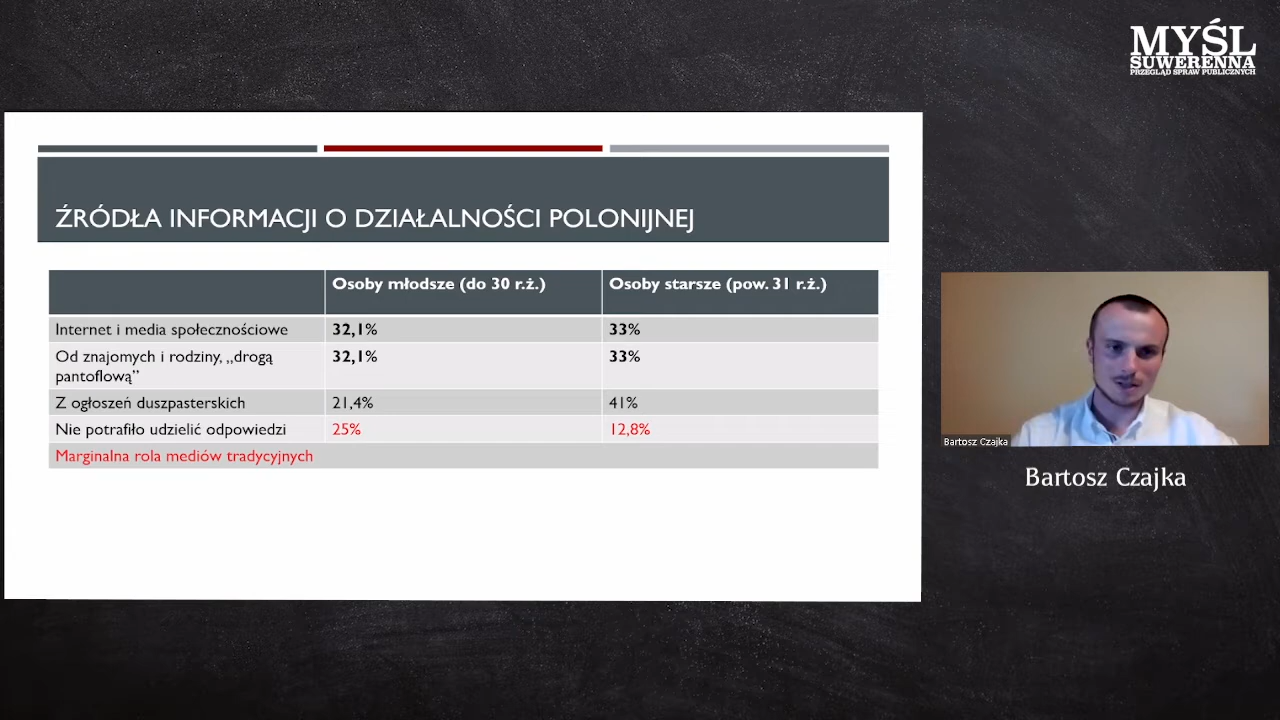 MYŚL
SUWERENNA
PRZEGLĄD SPRAW PUBLICZNYCH
ŹRÓDŁA INFORMACJI O DZIAŁALNOŚCI POLONIJNEJ
Osoby młodsze (do 30 r.ż.) Osoby starsze (pow. 31 r.ż.)
Internet i media społecznościowe 32,1% 33%
Od znajomych i rodziny, „drogą 32,1% 33%
pantoflową”
Z ogłoszeń duszpasterskich 21,4% 41%
Nie potrafiło udzielić odpowiedzi 25% 12,8%
Marginalna rola mediów tradycyjnych
Bartosz Czajka
Bartosz Czajka